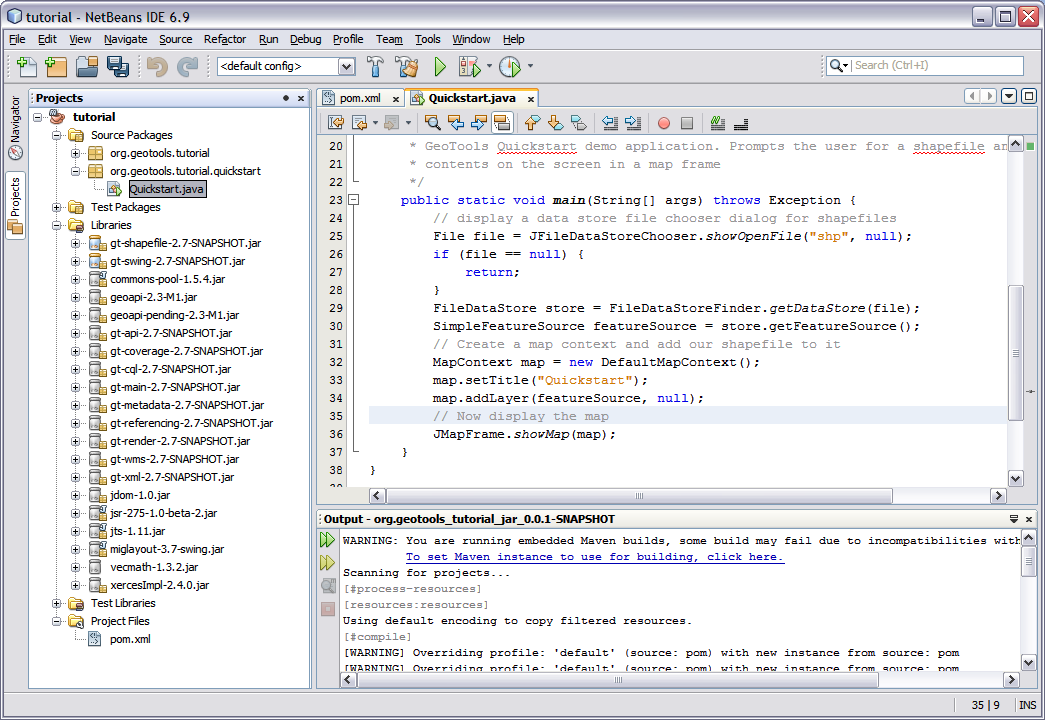 tutorial - NetBeans IDE 6.9
File Edit View Navigate Source Refactor Run Debug Profile Team Tools Window Help
<default config>
Search (Ctrl+I)
Navigator
Projects
Projects
tutorial
Source Packages
org.geotools.tutorial
org.geotools.tutorial.quickstart
Quickstart.java
Test Packages
Libraries
gt-shapefile-2.7-SNAPSHOT.jar
gt-swing-2.7-SNAPSHOT.jar
commons-pool-1.5.4.jar
geoapi-2.3-M1.jar
geoapi-pending-2.3-M1.jar
gt-api-2.7-SNAPSHOT.jar
gt-coverage-2.7-SNAPSHOT.jar
gt-cql-2.7-SNAPSHOT.jar
gt-main-2.7-SNAPSHOT.jar
gt-metadata-2.7-SNAPSHOT.jar
gt-referencing-2.7-SNAPSHOT.jar
gt-render-2.7-SNAPSHOT.jar
gt-wms-2.7-SNAPSHOT.jar
gt-xml-2.7-SNAPSHOT.jar
jdom-1.0.jar
jsr-275-1.0-beta-2.jar
jts-1.11.jar
miglayout-3.7-swing.jar
vecmath-1.3.2.jar
xercesImpl-2.4.0.jar
Test Libraries
Project Files
pom.xml
pom.xml Quickstart.java
20 * GeoTools Quickstart demo application. Prompts the user for a shapefile an
21 * contents on the screen in a map frame
22 */
23 public static void main(String[] args) throws Exception {
24 // display a data store file chooser dialog for shapefiles
25 File file = JFileDataStoreChooser.showOpenFile("shp", null);
26 if (file == null) {
27 return;
28 }
29 FileDataStore store = FileDataStoreFinder.getDataStore(file);
30 SimpleFeatureSource featureSource = store.getFeatureSource();
31 // Create a map context and add our shapefile to it
32 MapContext map = new DefaultMapContext();
33 map.setTitle("Quickstart");
34 map.addLayer(featureSource, null);
35 // Now display the map
36 JMapFrame.showMap(map);
37 }
38 }
Output - org.geotools_tutorial_jar_0.0.1-SNAPSHOT
WARNING: You are running embedded Maven builds, some build may fail due to incompatibilities with
To set Maven instance to use for building, click here.
Scanning for projects...
[#process-resources]
[resources:resources]
Using default encoding to copy filtered resources.
[#compile]
[WARNING] Overriding profile: 'default' (source: pom) with new instance from source: pom
[WARNING] Overriding profile: 'default' (source: pom) with new instance from source: pom
35 | 9 INS